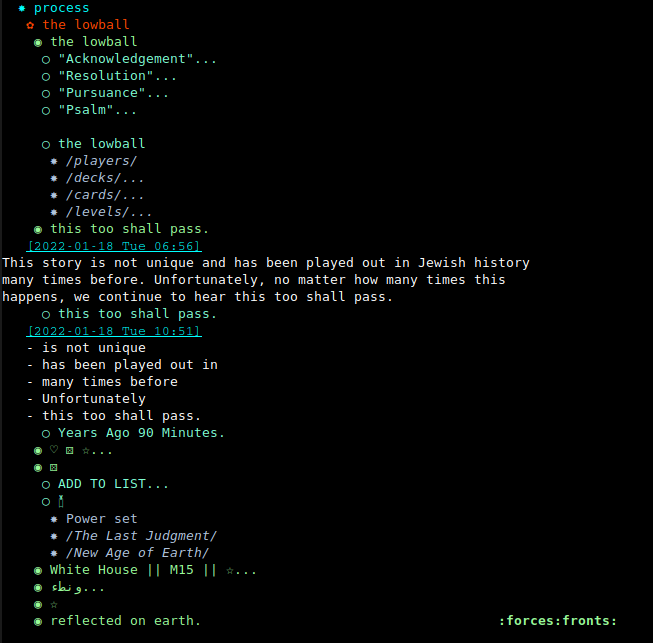 ✸ process
✿ the lowball
◉ the lowball
○ "Acknowledgement"...
○ "Resolution"...
○ "Pursuance"...
○ "Psalm"...
○ the lowball
✸ /players/
✸ /decks/...
✸ /cards/...
✸ /levels/...
◉ this too shall pass.
[2022-01-18 Tue 06:56]
This story is not unique and has been played out in Jewish history
many times before. Unfortunately, no matter how many times this
happens, we continue to hear this too shall pass.
○ this too shall pass.
[2022-01-18 Tue 10:51]
- is not unique
- has been played out in
- many times before
- Unfortunately
- this too shall pass.
○ Years Ago 90 Minutes.
◉ ♡ ⚄ ☆...
◉ ⚄
○ ADD TO LIST...
○
✸ Power set
✸ /The Last Judgment/
✸ /New Age of Earth/
◉ White House || M15 || ☆...
◉ ...
◉ ☆
◉ reflected on earth. :forces:fronts: